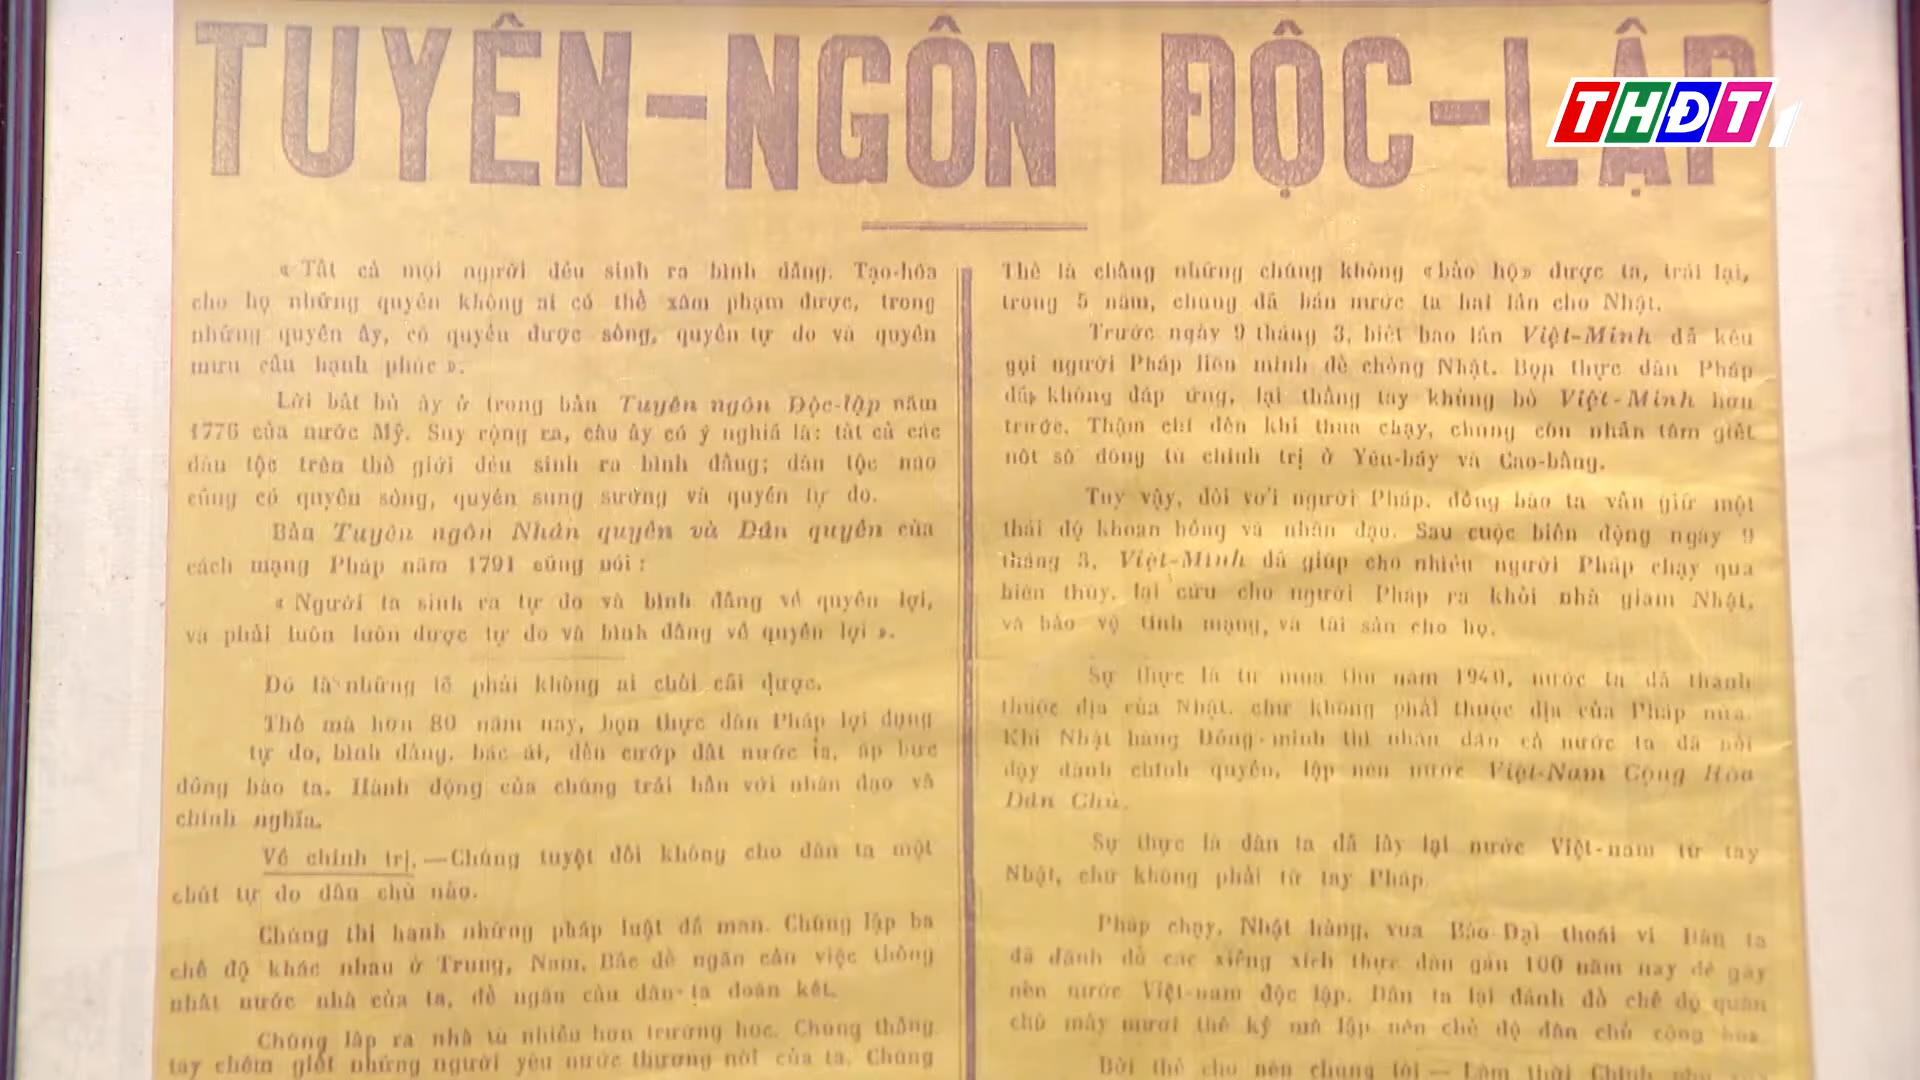 TUYÊN-NGÔN ĐỘC-LẬP
THĐT 1
« Tất cả mọi người đều sinh ra bình đẳng. Tạo-hóa
cho họ những quyền không ai có thể xâm phạm được, trong
những quyền ấy, có quyền được sống, quyền tự do và quyền
mưu cầu hạnh phúc ».
Lời bất hủ ấy ở trong bản Tuyên ngôn Độc-lập năm
1776 của nước Mỹ. Suy rộng ra, câu ấy có ý nghĩa là: tất cả các
dân tộc trên thế giới đều sinh ra bình đẳng; dân tộc nào
cũng có quyền sống, quyền sung sướng và quyền tự do.
Bản Tuyên ngôn Nhân quyền và Dân quyền của
cách mạng Pháp năm 1791 cũng nói :
« Người ta sinh ra tự do và bình đẳng về quyền lợi,
và phải luôn luôn được tự do và bình đẳng về quyền lợi ».
Đó là những lẽ phải không ai chối cãi được.
Thế mà hơn 80 năm nay, bọn thực dân Pháp lợi dụng
tự do, bình đẳng, bác ái, đến cướp đất nước ta, áp bức
đồng bào ta. Hành động của chúng trái hẳn với nhân đạo và
chính nghĩa.
Về chính trị.—Chúng tuyệt đối không cho dân ta một
chút tự do dân chủ nào.
Chúng thi hành những pháp luật dã man. Chúng lập ba
chế độ khác nhau ở Trung, Nam, Bắc để ngăn cản việc thống
nhất nước nhà của ta, để ngăn cản dân-ta đoàn kết.
Chúng lập ra nhà tù nhiều hơn trường học. Chúng thẳng
tay chém giết những người yêu nước thương nòi của ta. Chúng
Thế là chẳng những chúng không «bảo hộ» được ta, trái lại,
trong 5 năm, chúng đã bán nước ta hai lần cho Nhật.
Trước ngày 9 tháng 3, biết bao lần Việt-Minh đã kêu
gọi người Pháp liên minh để chống Nhật. Bọn thực dân Pháp
đã không đáp ứng, lại thẳng tay khủng bố Việt-Minh hơn
trước. Thậm chí đến khi thua chạy, chúng còn nhẫn tâm giết
nốt số đông tù chính trị ở Yên-báy và Cao-bằng.
Tuy vậy, đối với người Pháp, đồng bào ta vẫn giữ một
thái độ khoan hồng và nhân đạo. Sau cuộc biến động ngày 9
tháng 3, Việt-Minh đã giúp cho nhiều người Pháp chạy qua
biên thùy, lại cứu cho người Pháp ra khỏi nhà giam Nhật,
và bảo vệ tính mạng, và tài sản cho họ.
Sự thực là từ mùa thu năm 1940, nước ta đã thành
thuộc địa của Nhật, chứ không phải thuộc địa của Pháp nữa.
Khi Nhật hàng Đồng-minh thì nhân dân cả nước ta đã nổi
dậy dành chính quyền, lập nên nước Việt-Nam Cộng Hòa
Dân Chủ.
Sự thực là dân ta đã lấy lại nước Việt-nam từ tay
Nhật, chứ không phải từ tay Pháp.
Pháp chạy, Nhật hàng, vua Bảo-Đại thoái vị Dân ta
đã đánh đổ các xiềng xích thực dân gần 100 năm nay để gây
nên nước Việt-nam độc lập. Dân ta lại đánh đổ chế độ quân
chủ mấy mươi thế kỷ mà lập nên chế độ dân chủ cộng hòa.
Bởi thế cho nên chúng tôi — Lâm thời Chính phủ